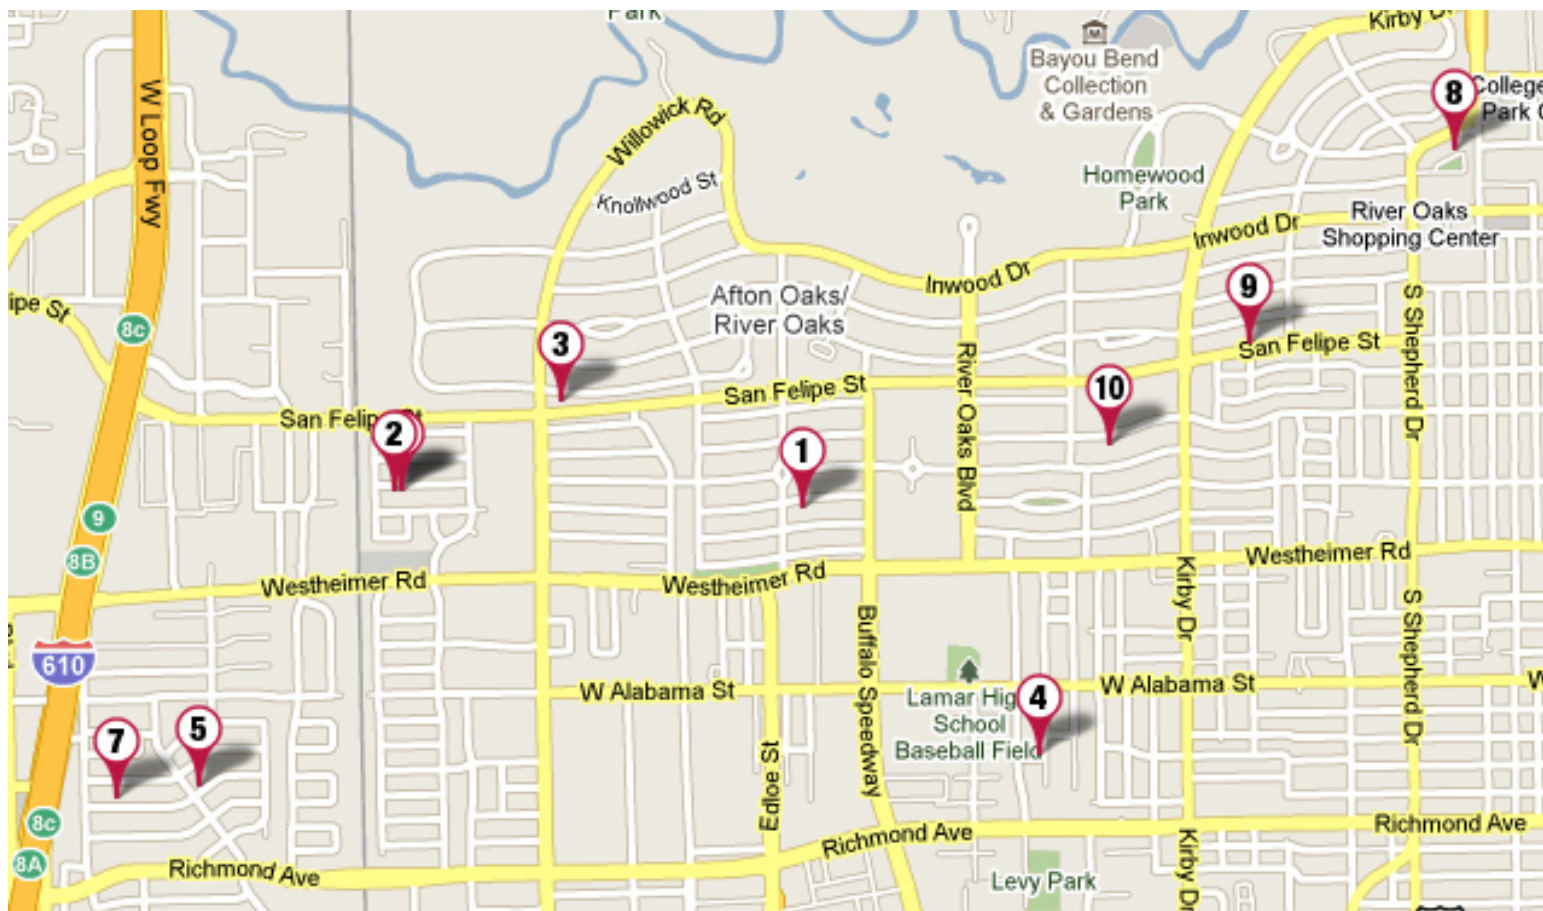 Park
Kirby Dr
Bayou Bend
Collection
& Gardens
8
College
Park
W Loop Fwy
Willowick Rd
Knollwood St
Homewood
Park
Inwood Dr
River Oaks
Shopping Center
Inwood Dr
Afton Oaks/
River Oaks
9
ipe St
8c
3
San Felipe St
S Shepherd Dr
San Felipe St
10
River Oaks Blvd
San Felipe St
2
1
9
8B
Westheimer Rd
Westheimer Rd
Westheimer Rd
Kirby Dr
S Shepherd Dr
Buffalo Speedway
610
W Alabama St
W Alabama St
W
4
Lamar High
School
Baseball Field
7
5
Edloe St
8c
Richmond Ave
Richmond Ave
8A
Richmond Ave
Kirby Dr
Levy Park